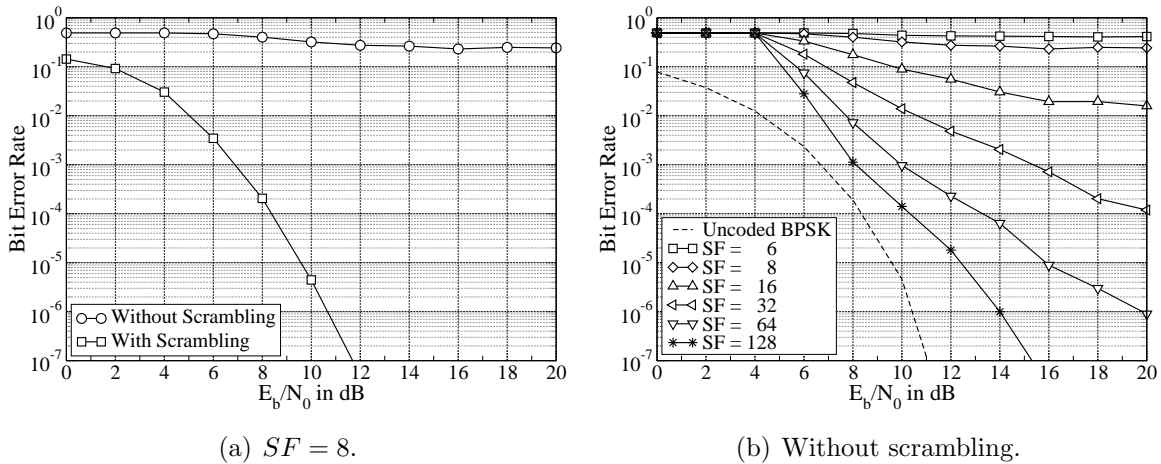 10^0
10^-1
10^-2
10^-3
10^-4
10^-5
10^-6
10^-7
Bit Error Rate
0 2 4 6 8 10 12 14 16 18 20
E_b/N_0 in dB
Without Scrambling
With Scrambling
(a) SF = 8.
10^0
10^-1
10^-2
10^-3
10^-4
10^-5
10^-6
10^-7
Bit Error Rate
0 2 4 6 8 10 12 14 16 18 20
E_b/N_0 in dB
Uncoded BPSK
SF = 6
SF = 8
SF = 16
SF = 32
SF = 64
SF = 128
(b) Without scrambling.